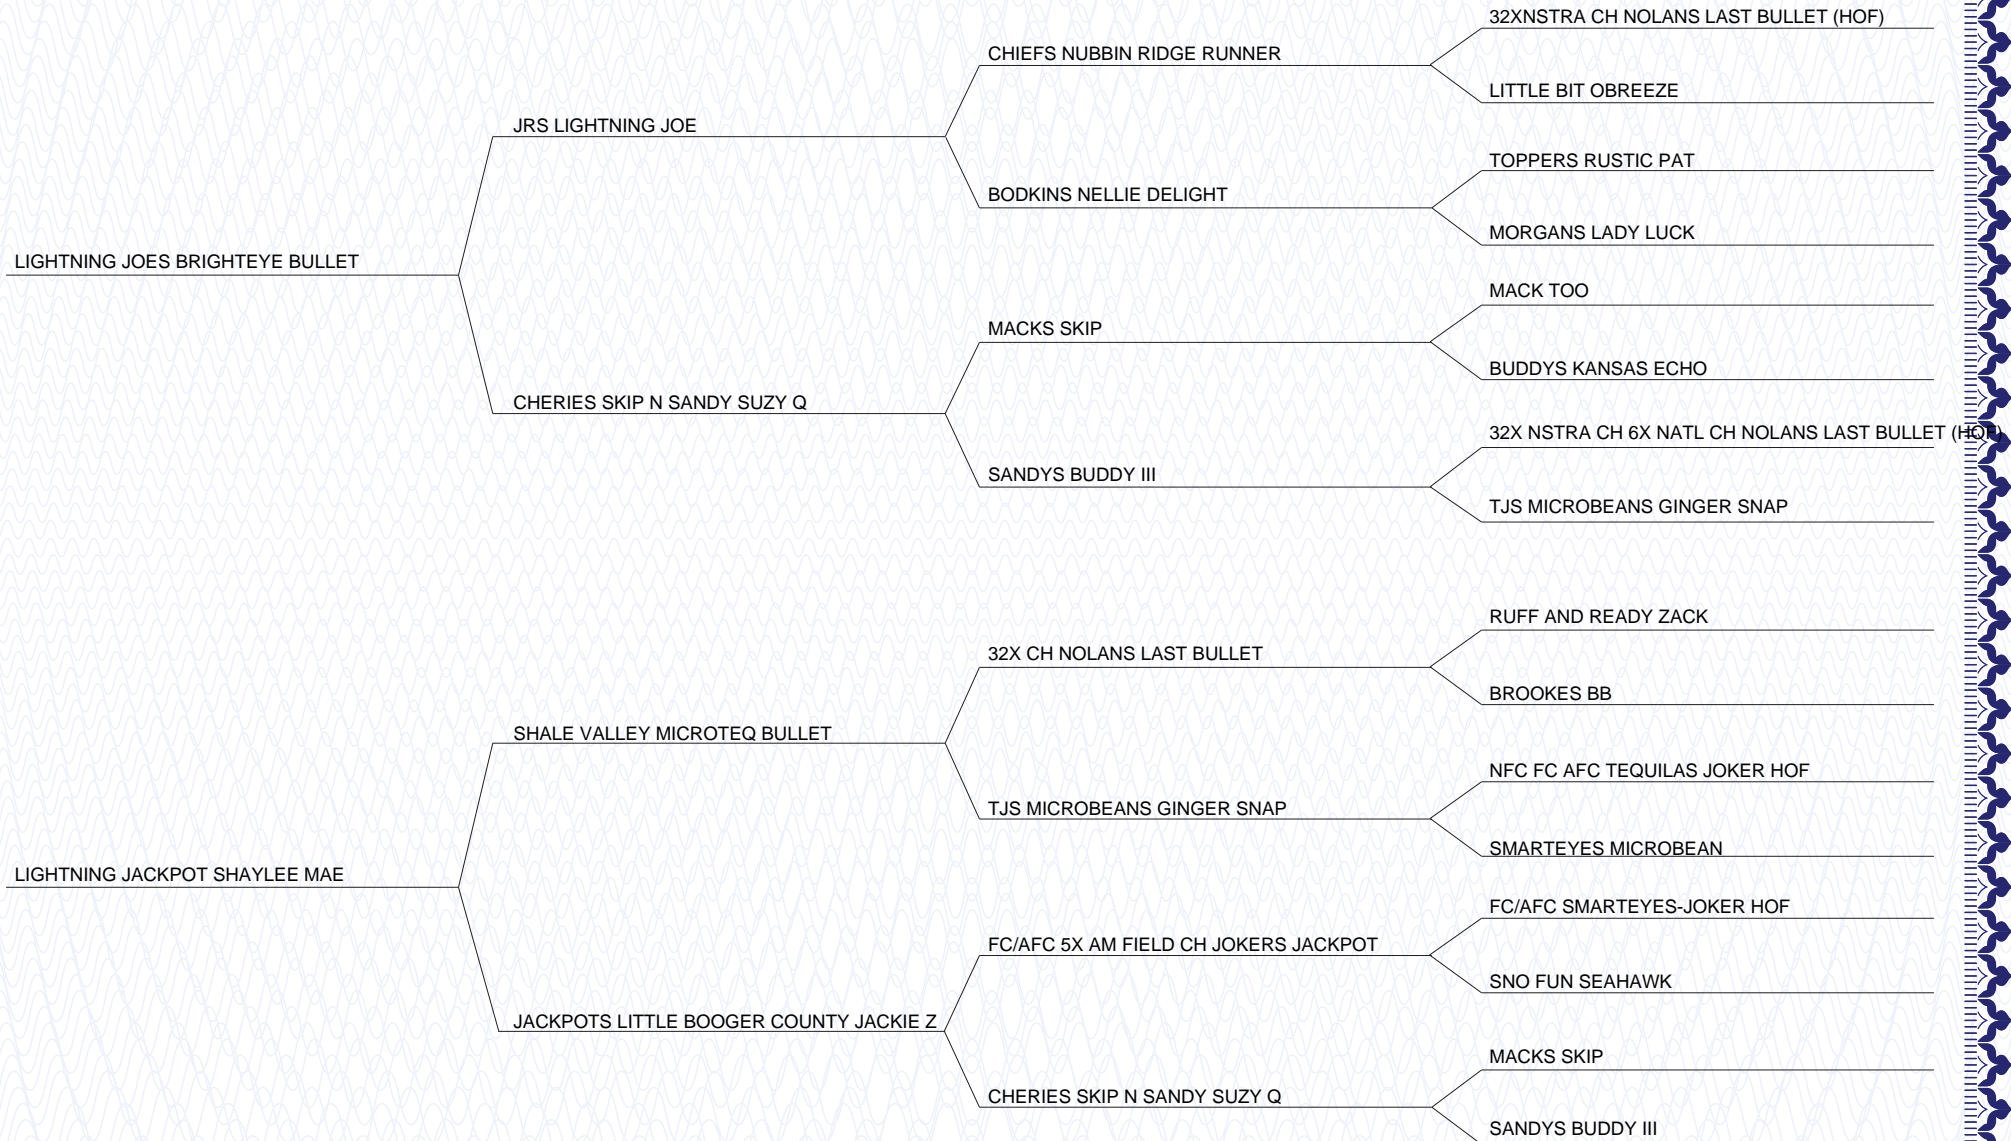 32XNSTRA CH NOLANS LAST BULLET (HOF)
CHIEFS NUBBIN RIDGE RUNNER
LITTLE BIT OBREEZE
JRS LIGHTNING JOE
TOPPERS RUSTIC PAT
BODKINS NELLIE DELIGHT
MORGANS LADY LUCK
LIGHTNING JOES BRIGHTEYE BULLET
MACK TOO
MACKS SKIP
BUDDYS KANSAS ECHO
CHERIES SKIP N SANDY SUZY Q
32X NSTRA CH 6X NATL CH NOLANS LAST BULLET (HOF)
SANDYS BUDDY III
TJS MICROBEANS GINGER SNAP
RUFF AND READY ZACK
32X CH NOLANS LAST BULLET
BROOKES BB
SHALE VALLEY MICROTEQ BULLET
NFC FC AFC TEQUILAS JOKER HOF
TJS MICROBEANS GINGER SNAP
SMARTEYES MICROBEAN
LIGHTNING JACKPOT SHAYLEE MAE
FC/AFC SMARTEYES-JOKER HOF
FC/AFC 5X AM FIELD CH JOKERS JACKPOT
SNO FUN SEAHAWK
JACKPOTS LITTLE BOOGER COUNTY JACKIE Z
MACKS SKIP
CHERIES SKIP N SANDY SUZY Q
SANDYS BUDDY III